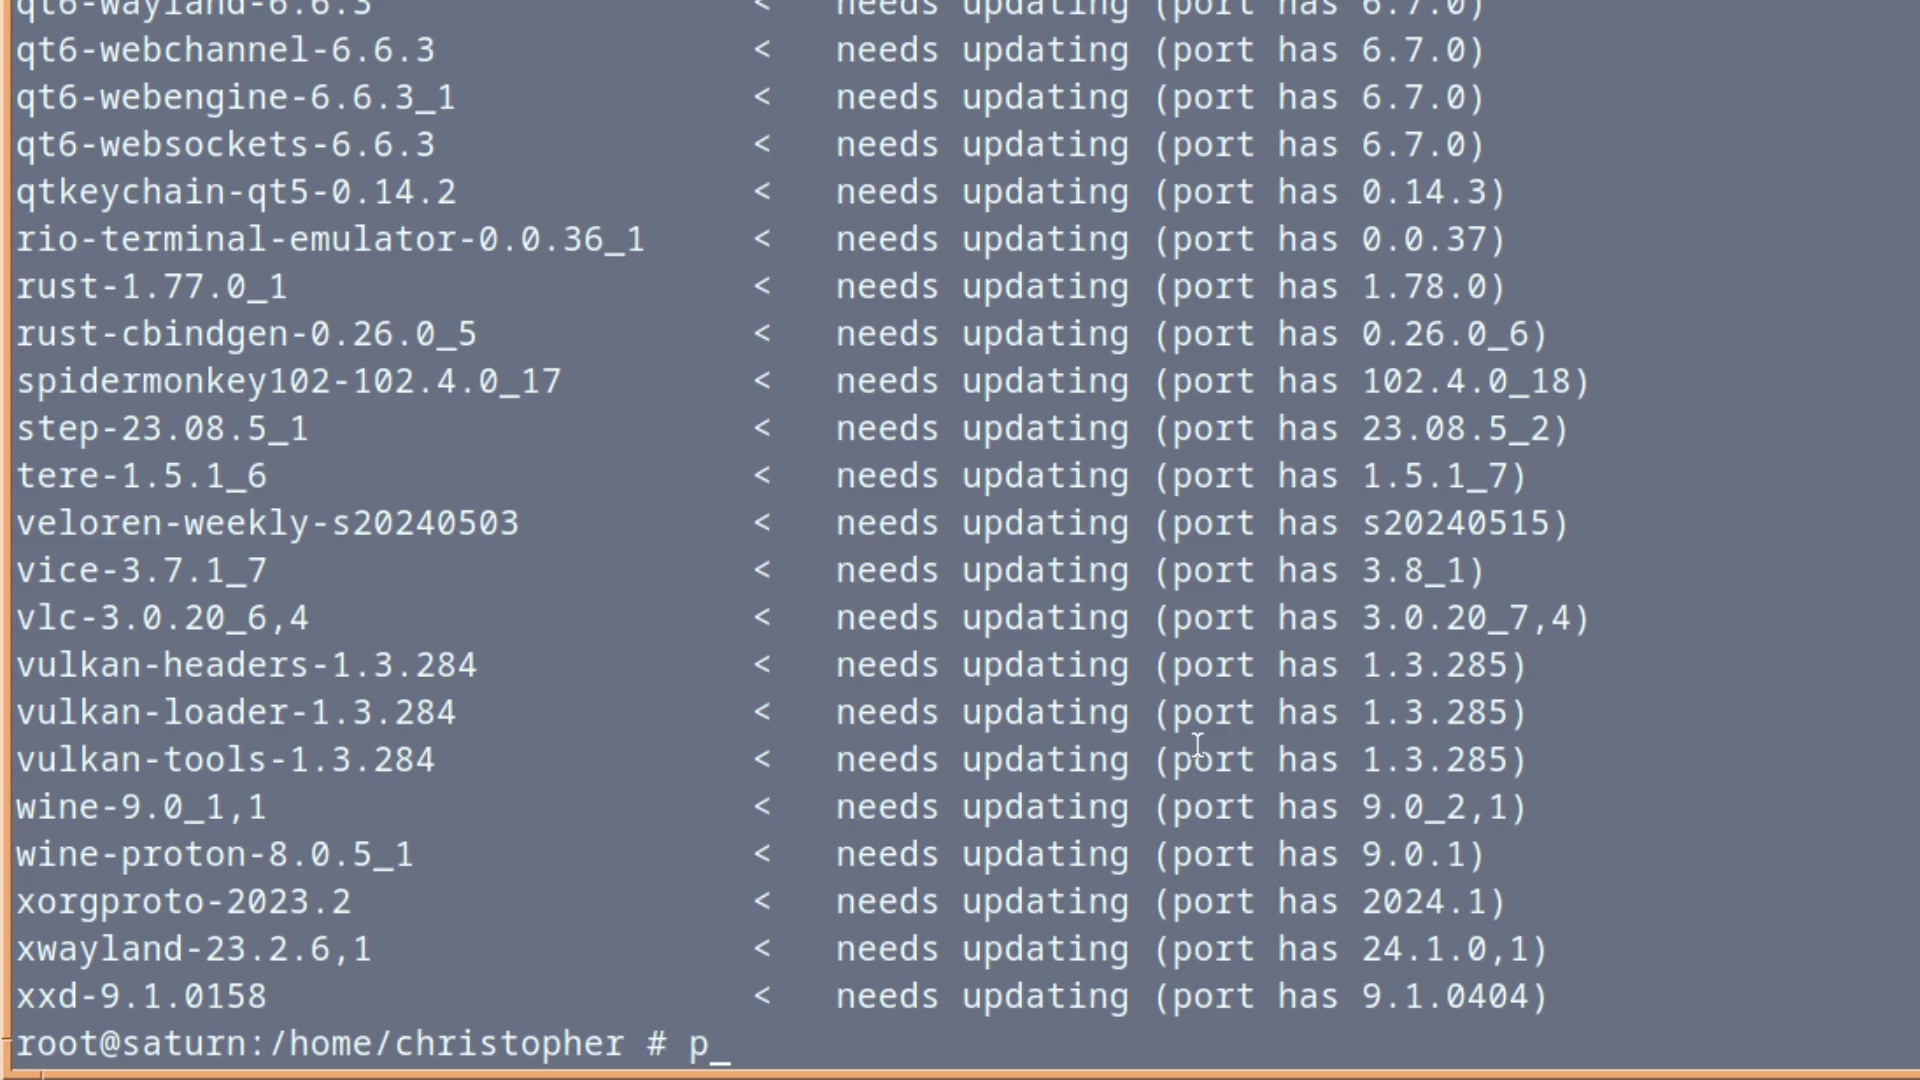 qt6-wayland-6.6.3 < needs updating (port has 6.7.0)
qt6-webchannel-6.6.3 < needs updating (port has 6.7.0)
qt6-webengine-6.6.3_1 < needs updating (port has 6.7.0)
qt6-websockets-6.6.3 < needs updating (port has 6.7.0)
qtkeychain-qt5-0.14.2 < needs updating (port has 0.14.3)
rio-terminal-emulator-0.0.36_1 < needs updating (port has 0.0.37)
rust-1.77.0_1 < needs updating (port has 1.78.0)
rust-cbindgen-0.26.0_5 < needs updating (port has 0.26.0_6)
spidermonkey102-102.4.0_17 < needs updating (port has 102.4.0_18)
step-23.08.5_1 < needs updating (port has 23.08.5_2)
tere-1.5.1_6 < needs updating (port has 1.5.1_7)
veloren-weekly-s20240503 < needs updating (port has s20240515)
vice-3.7.1_7 < needs updating (port has 3.8_1)
vlc-3.0.20_6,4 < needs updating (port has 3.0.20_7,4)
vulkan-headers-1.3.284 < needs updating (port has 1.3.285)
vulkan-loader-1.3.284 < needs updating (port has 1.3.285)
vulkan-tools-1.3.284 < needs updating (port has 1.3.285)
wine-9.0_1,1 < needs updating (port has 9.0_2,1)
wine-proton-8.0.5_1 < needs updating (port has 9.0.1)
xorgproto-2023.2 < needs updating (port has 2024.1)
xwayland-23.2.6,1 < needs updating (port has 24.1.0,1)
xxd-9.1.0158 < needs updating (port has 9.1.0404)
root@saturn:/home/christopher # p_